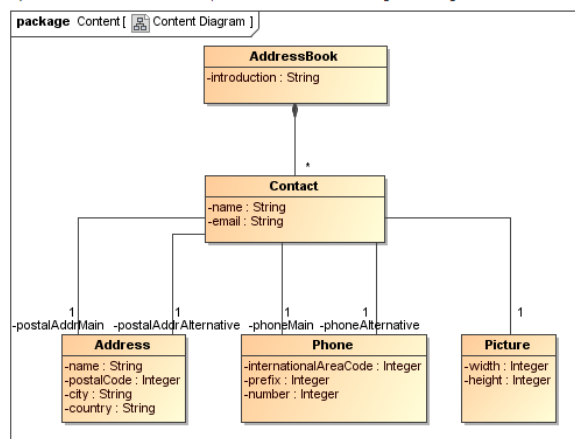 package Content [ Content Diagram ]
AddressBook
-introduction : String
*
Contact
-name : String
-email : String
1 1 1 1 1
-postalAddrMain -postalAddrAlternative -phoneMain -phoneAlternative
Address
-name : String
-postalCode : Integer
-city : String
-country : String
Phone
-internationalAreaCode : Integer
-prefix : Integer
-number : Integer
Picture
-width : Integer
-height : Integer